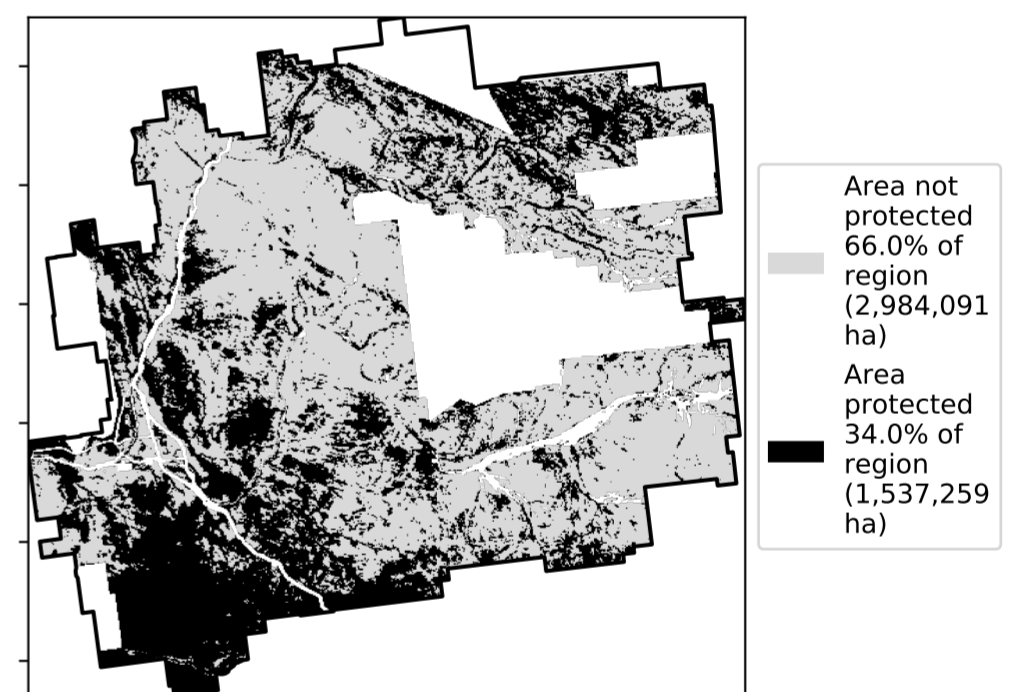 Area not
protected
66.0% of
region
(2,984,091
ha)
Area
protected
34.0% of
region
(1,537,259
ha)